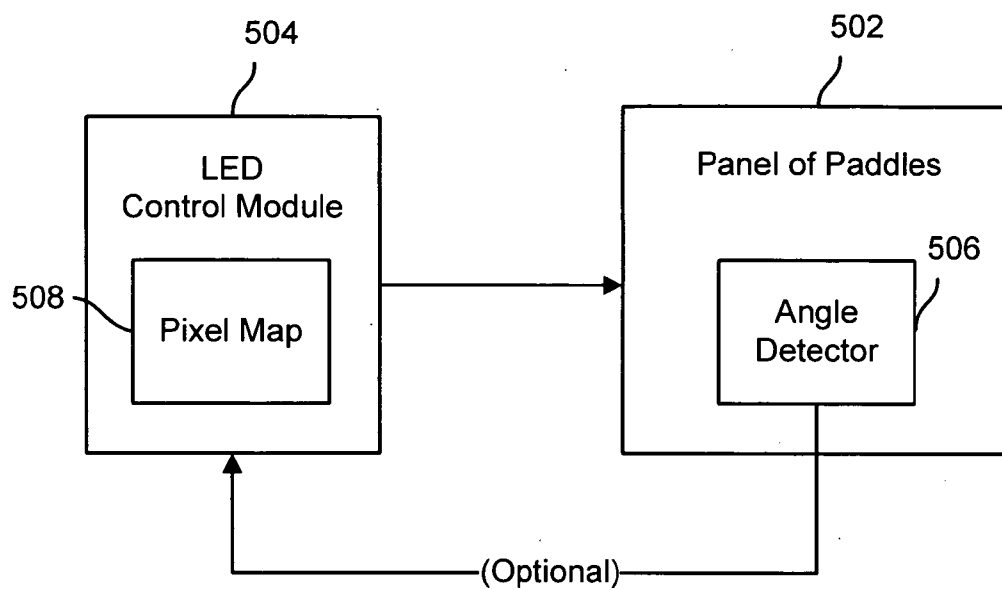 504
502
LED
Control Module
Panel of Paddles
506
508
Pixel Map
Angle
Detector
(Optional)